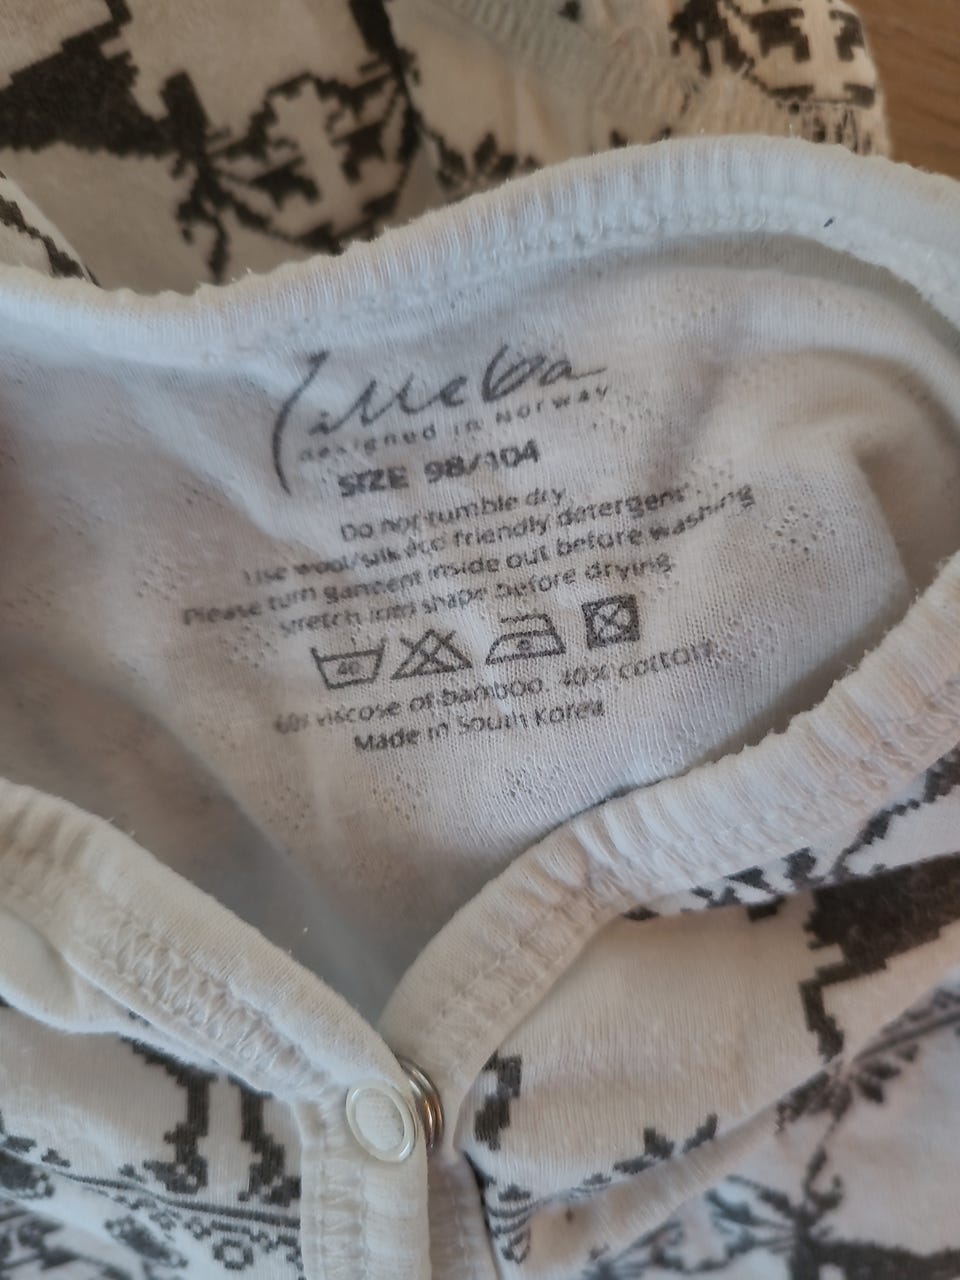 Memeba
designed in Norway
SIZE 98/104
Do not tumble dry
Use wool/silk eco friendly detergent
Please turn garment inside out before washing
stretch into shape before drying
40
60% viscose of bamboo, 40% cotton
Made in South Korea